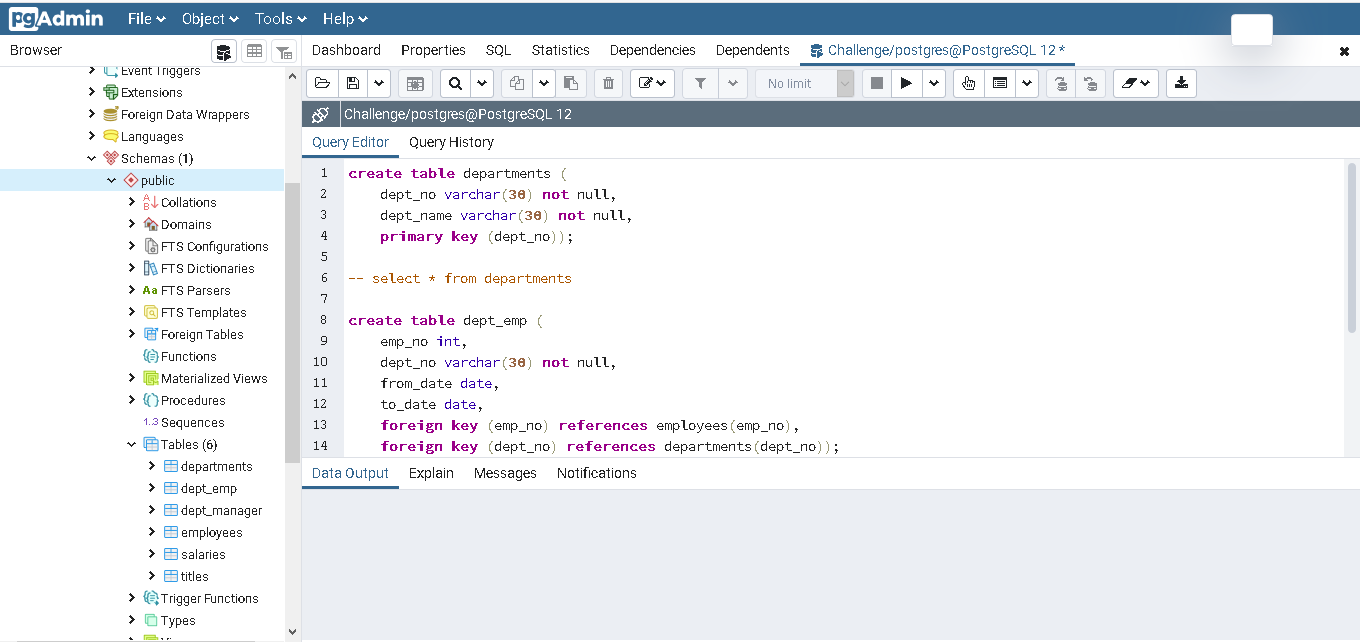 pgAdmin File Object Tools Help
Browser
Dashboard Properties SQL Statistics Dependencies Dependents Challenge/postgres@PostgreSQL 12 *
No limit
Challenge/postgres@PostgreSQL 12
Query Editor Query History
Event Triggers
Extensions
Foreign Data Wrappers
Languages
Schemas (1)
public
Collations
Domains
FTS Configurations
FTS Dictionaries
Aa FTS Parsers
FTS Templates
Foreign Tables
Functions
Materialized Views
Procedures
1.3 Sequences
Tables (6)
departments
dept_emp
dept_manager
employees
salaries
titles
Trigger Functions
Types
1 create table departments (
2 dept_no varchar(30) not null,
3 dept_name varchar(30) not null,
4 primary key (dept_no));
5
6 -- select * from departments
7
8 create table dept_emp (
9 emp_no int,
10 dept_no varchar(30) not null,
11 from_date date,
12 to_date date,
13 foreign key (emp_no) references employees(emp_no),
14 foreign key (dept_no) references departments(dept_no));
Data Output Explain Messages Notifications